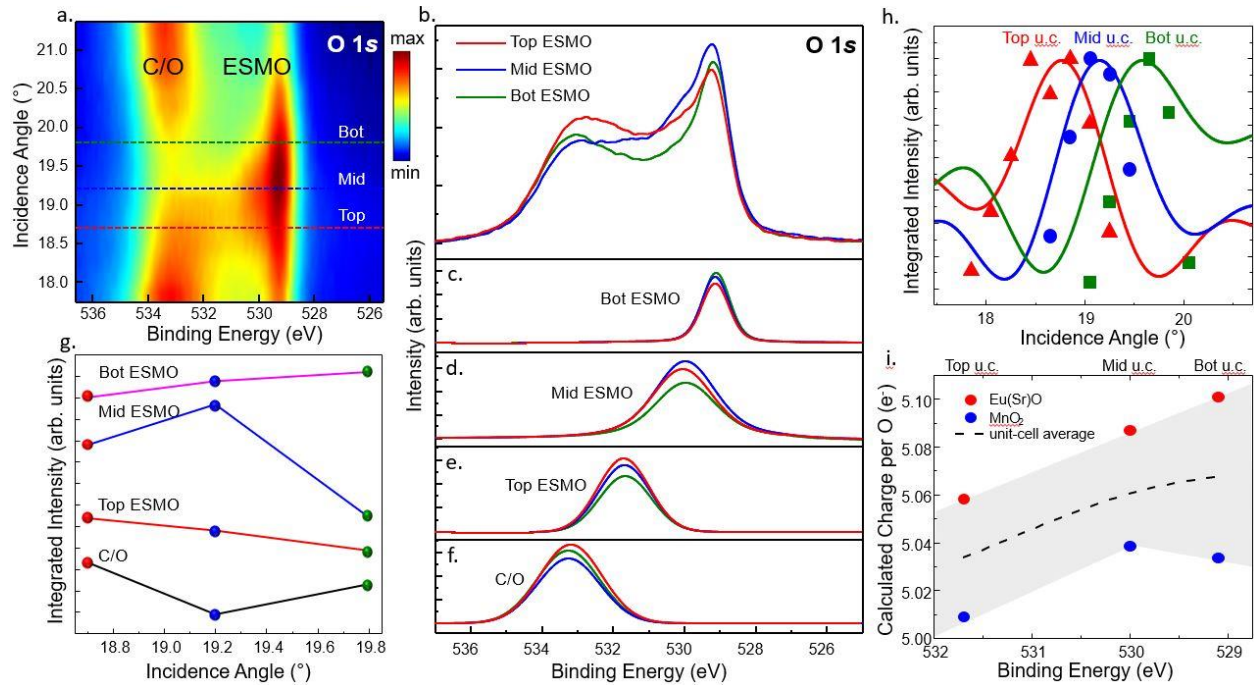 a.
O 1s
C/O
ESMO
Bot
Mid
Top
21.0
20.5
20.0
19.5
19.0
18.5
18.0
Incidence Angle (°)
536
534
532
530
528
526
Binding Energy (eV)
max
min
b.
O 1s
Top ESMO
Mid ESMO
Bot ESMO
c.
Bot ESMO
d.
Mid ESMO
e.
Top ESMO
f.
C/O
Intensity (arb. units)
536
534
532
530
528
526
Binding Energy (eV)
g.
Bot ESMO
Mid ESMO
Top ESMO
C/O
Integrated Intensity (arb. units)
18.8
19.0
19.2
19.4
19.6
19.8
Incidence Angle (°)
h.
Top u.c.
Mid u.c.
Bot u.c.
Integrated Intensity (arb. units)
18
19
20
Incidence Angle (°)
i.
Top u.c.
Mid u.c.
Bot u.c.
Eu(Sr)O
MnO₂
unit-cell average
5.10
5.08
5.06
5.04
5.02
5.00
Calculated Charge per O (e⁻)
532
531
530
529
Binding Energy (eV)